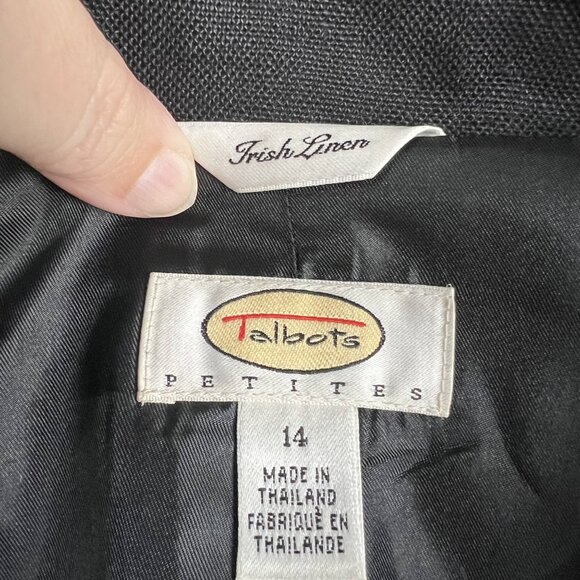 Irish Linen
Talbots
PETITES
14
MADE IN
THAILAND
FABRIQUÉ EN
THAILANDE